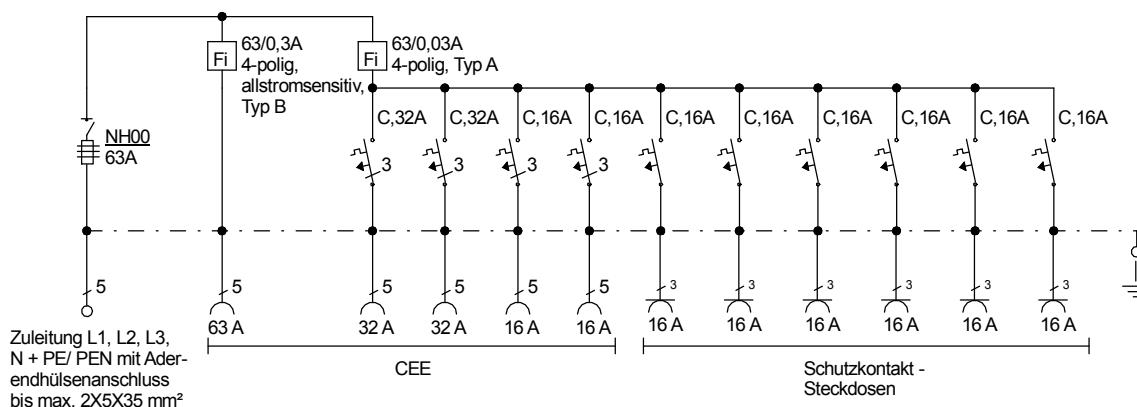 63/0,3A
4-polig,
allstromsensitiv,
Typ B
Fi
63/0,03A
4-polig, Typ A
Fi
NH00
63A
C,32A
C,32A
C,16A
C,16A
C,16A
C,16A
C,16A
C,16A
C,16A
C,16A
3
3
3
3
5
5
5
5
5
5
3
3
3
3
3
3
63 A
32 A
32 A
16 A
16 A
16 A
16 A
16 A
16 A
16 A
16 A
Zuleitung L1, L2, L3,
N + PE/ PEN mit Ader-
endhülsenanschluss
bis max. 2X5X35 mm²
CEE
Schutzkontakt -
Steckdosen